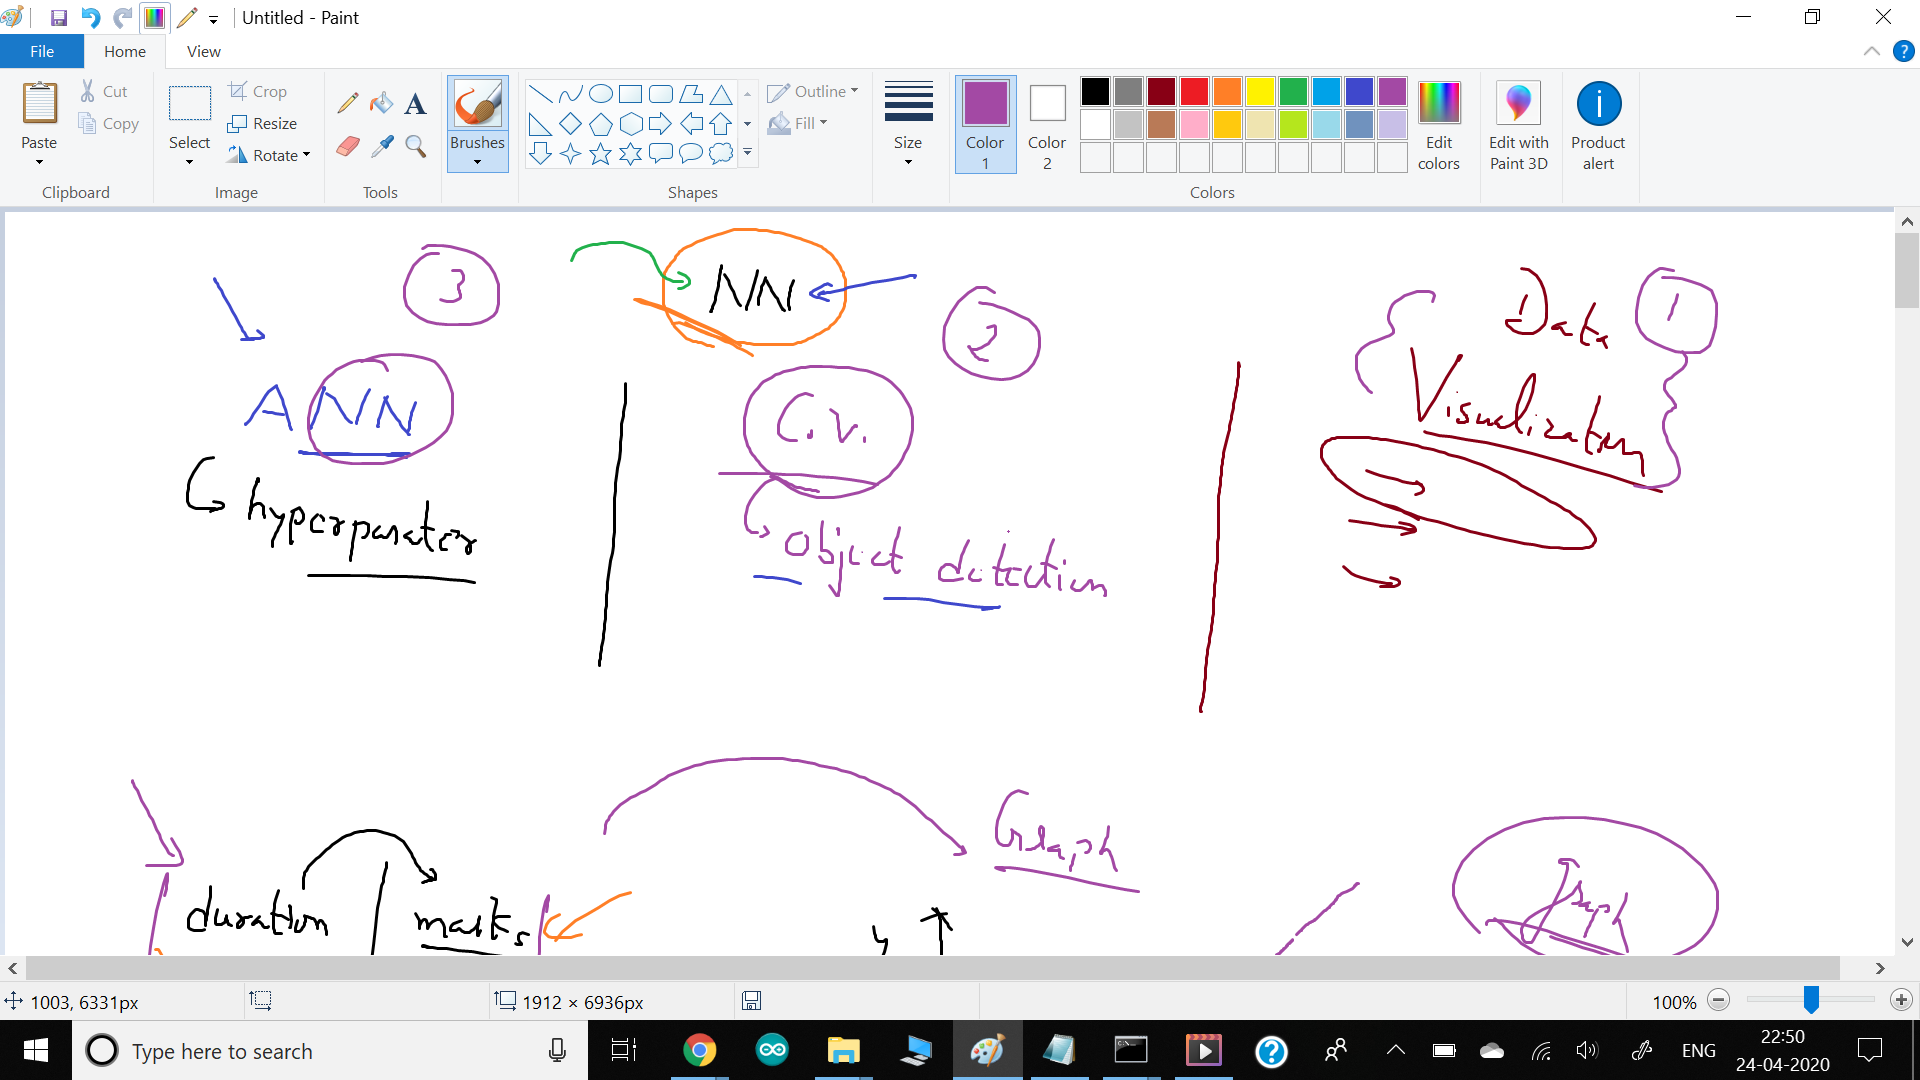 Untitled - Paint
File Home View
Paste
Cut
Copy
Clipboard
Select
Crop
Resize
Rotate
Image
A
Tools
Brushes
Outline
Fill
Shapes
Size
Color 1
Color 2
Edit colors
Colors
Edit with Paint 3D
Product alert
3
NN
2
Data
1
ANN
C.V.
Visualization
hyperparater
Object detection
Graph
duration
marks
y
Graph
1003, 6331px
1912 × 6936px
100%
Type here to search
ENG
22:50
24-04-2020